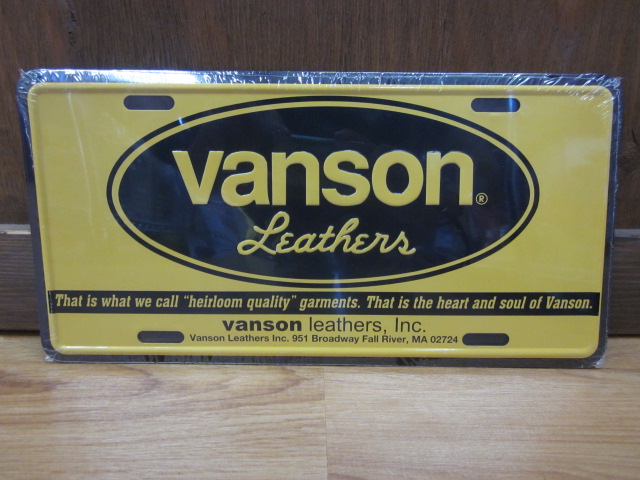 vanson®
Leathers
That is what we call "heirloom quality" garments. That is the heart and soul of Vanson.
vanson leathers, Inc.
Vanson Leathers Inc. 951 Broadway Fall River, MA 02724